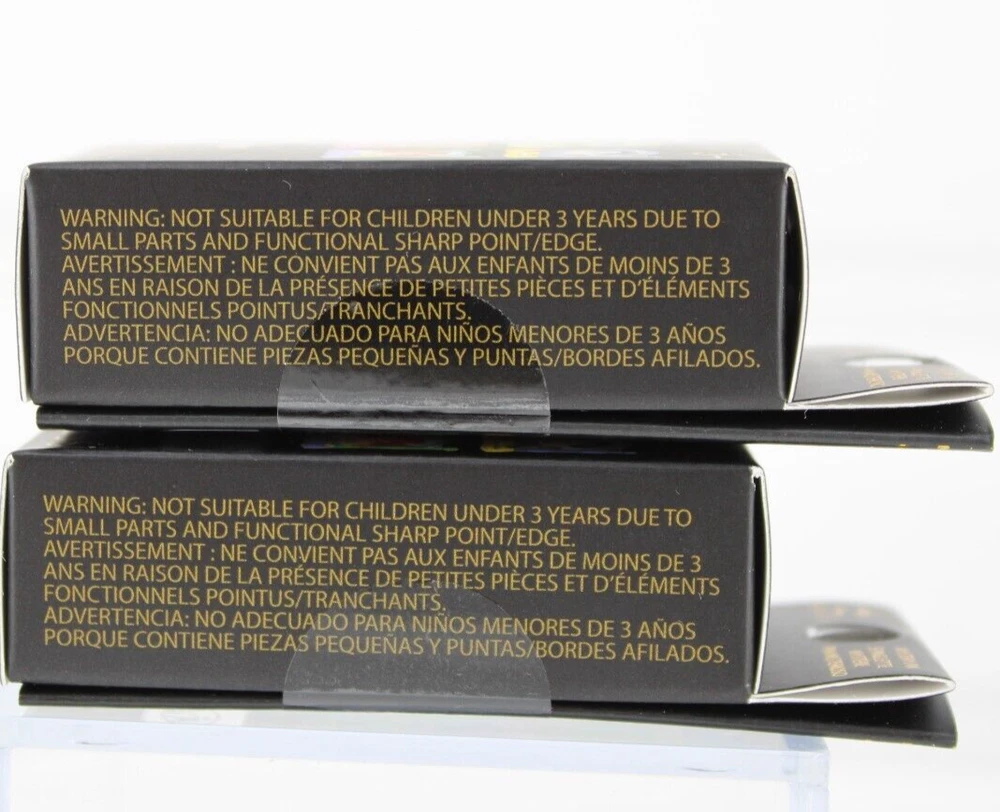 WARNING: NOT SUITABLE FOR CHILDREN UNDER 3 YEARS DUE TO
SMALL PARTS AND FUNCTIONAL SHARP POINT/EDGE.
AVERTISSEMENT : NE CONVIENT PAS AUX ENFANTS DE MOINS DE 3
ANS EN RAISON DE LA PRÉSENCE DE PETITES PIÈCES ET D'ÉLÉMENTS
FONCTIONNELS POINTUS/TRANCHANTS.
ADVERTENCIA: NO ADECUADO PARA NIÑOS MENORES DE 3 AÑOS
PORQUE CONTIENE PIEZAS PEQUEÑAS Y PUNTAS/BORDES AFILADOS.
WARNING: NOT SUITABLE FOR CHILDREN UNDER 3 YEARS DUE TO
SMALL PARTS AND FUNCTIONAL SHARP POINT/EDGE.
AVERTISSEMENT : NE CONVIENT PAS AUX ENFANTS DE MOINS DE 3
ANS EN RAISON DE LA PRÉSENCE DE PETITES PIÈCES ET D'ÉLÉMENTS
FONCTIONNELS POINTUS/TRANCHANTS.
ADVERTENCIA: NO ADECUADO PARA NIÑOS MENORES DE 3 AÑOS
PORQUE CONTIENE PIEZAS PEQUEÑAS Y PUNTAS/BORDES AFILADOS.